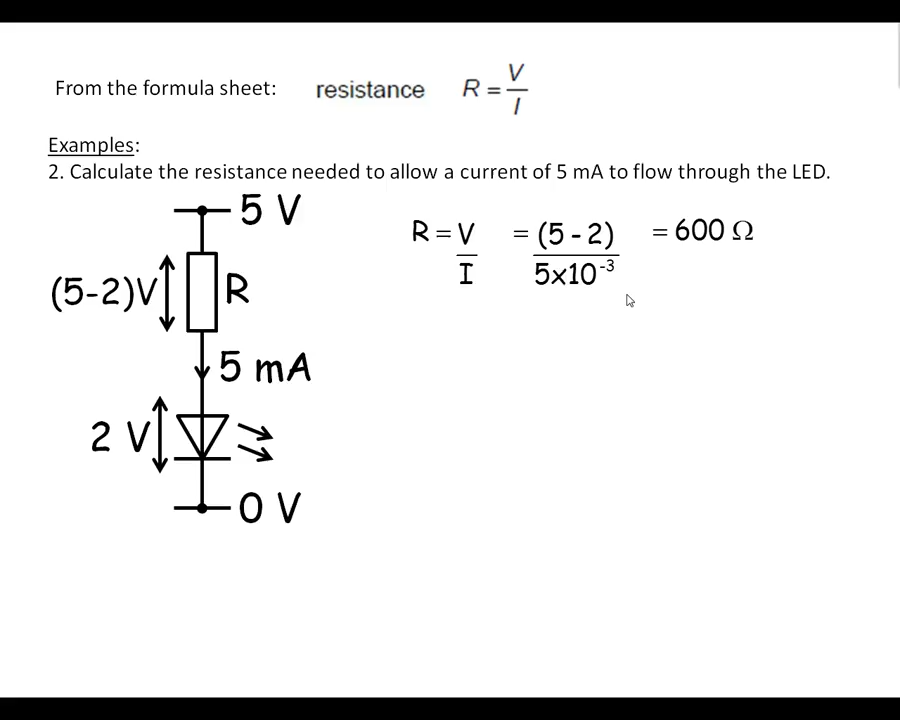 From the formula sheet: resistance R = V/I
Examples:
2. Calculate the resistance needed to allow a current of 5 mA to flow through the LED.
5 V
R = V/I = (5 - 2)/5x10⁻³ = 600 Ω
(5-2)V R
5 mA
2 V
0 V